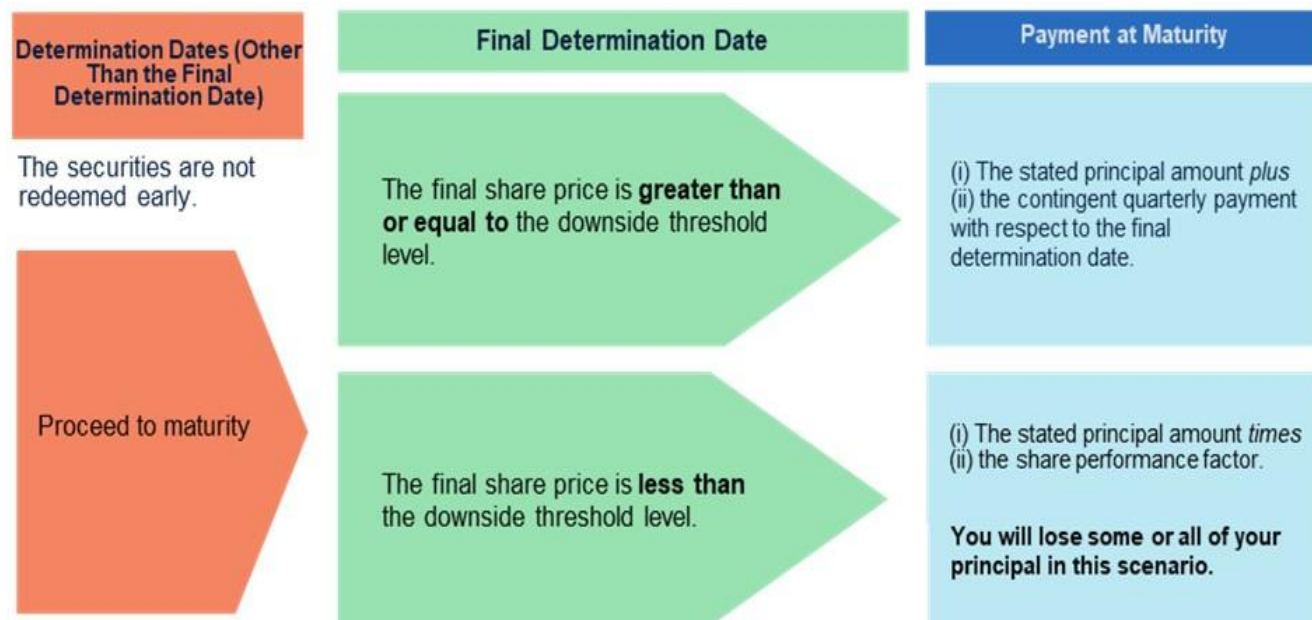 Determination Dates (Other
Than the Final
Determination Date)
The securities are not
redeemed early.
Proceed to maturity
Final Determination Date
The final share price is greater than
or equal to the downside threshold
level.
The final share price is less than
the downside threshold level.
Payment at Maturity
(i) The stated principal amount plus
(ii) the contingent quarterly payment
with respect to the final
determination date.
(i) The stated principal amount times
(ii) the share performance factor.
You will lose some or all of your
principal in this scenario.